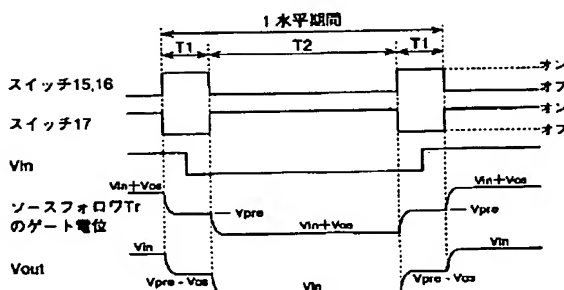 1水平期間
T1 T2 T1
オン
スイッチ15,16
オフ
オン
スイッチ17
オフ
Vin
Vin+Vos Vin+Vos
ソースフォロワTr Vpre Vin+Vos Vpre
のゲート電位
Vin Vin
Vout
Vpre-Vos Vin Vpre-Vos